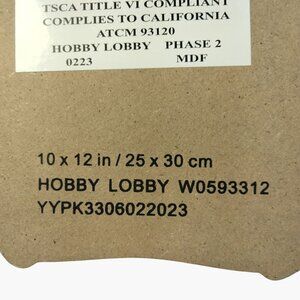 TSCA TITLE VI COMPLIANT
COMPLIES TO CALIFORNIA
ATCM 93120
HOBBY LOBBY PHASE 2
0223 MDF
10 x 12 in / 25 x 30 cm
HOBBY LOBBY W0593312
YYPK3306022023